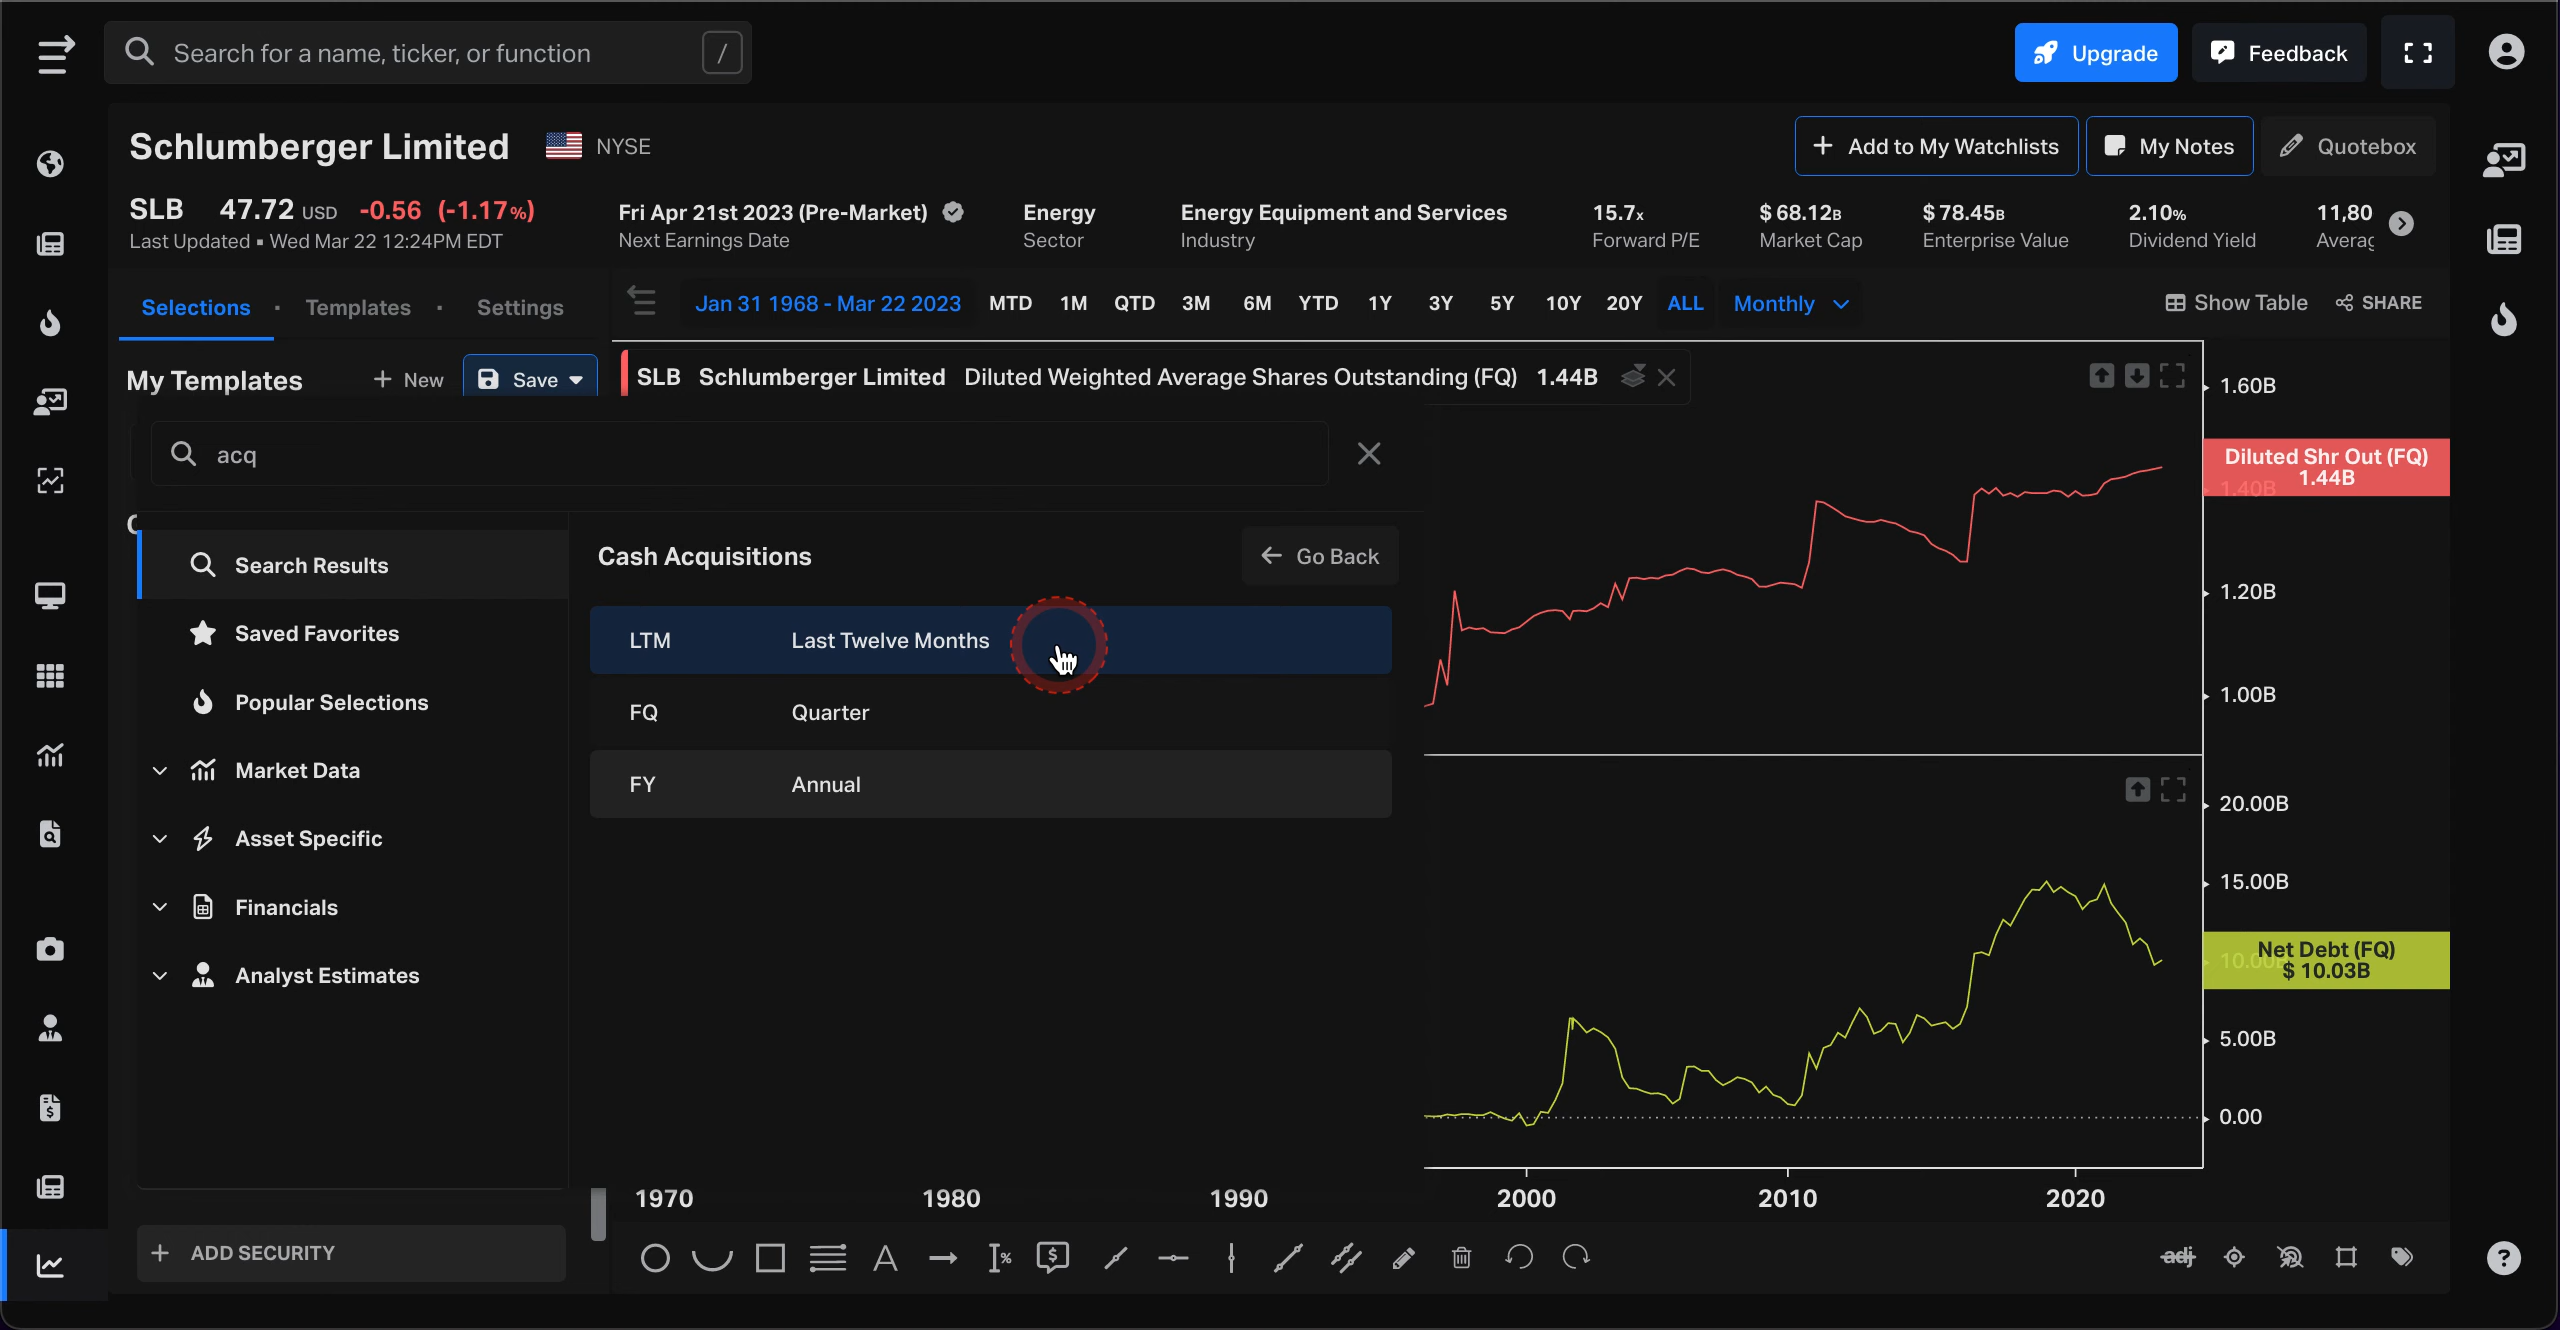 Search for a name, ticker, or function /
Upgrade
Feedback
Schlumberger Limited NYSE
+ Add to My Watchlists
My Notes
Quotebox
SLB 47.72 USD -0.56 (-1.17%)
Last Updated ▪ Wed Mar 22 12:24PM EDT
Fri Apr 21st 2023 (Pre-Market)
Next Earnings Date
Energy
Sector
Energy Equipment and Services
Industry
15.7x
Forward P/E
$ 68.12B
Market Cap
$ 78.45B
Enterprise Value
2.10%
Dividend Yield
11,80
Averag
Selections · Templates · Settings
Jan 31 1968 - Mar 22 2023 MTD 1M QTD 3M 6M YTD 1Y 3Y 5Y 10Y 20Y ALL Monthly
Show Table SHARE
My Templates + New Save
SLB Schlumberger Limited Diluted Weighted Average Shares Outstanding (FQ) 1.44B
acq
Search Results
Saved Favorites
Popular Selections
Market Data
Asset Specific
Financials
Analyst Estimates
Cash Acquisitions
Go Back
LTM Last Twelve Months
FQ Quarter
FY Annual
1.60B
Diluted Shr Out (FQ)
1.44B
1.40B
1.20B
1.00B
20.00B
15.00B
Net Debt (FQ)
$ 10.03B
5.00B
0.00
1970 1980 1990 2000 2010 2020
+ ADD SECURITY
A
%
$
adj
?